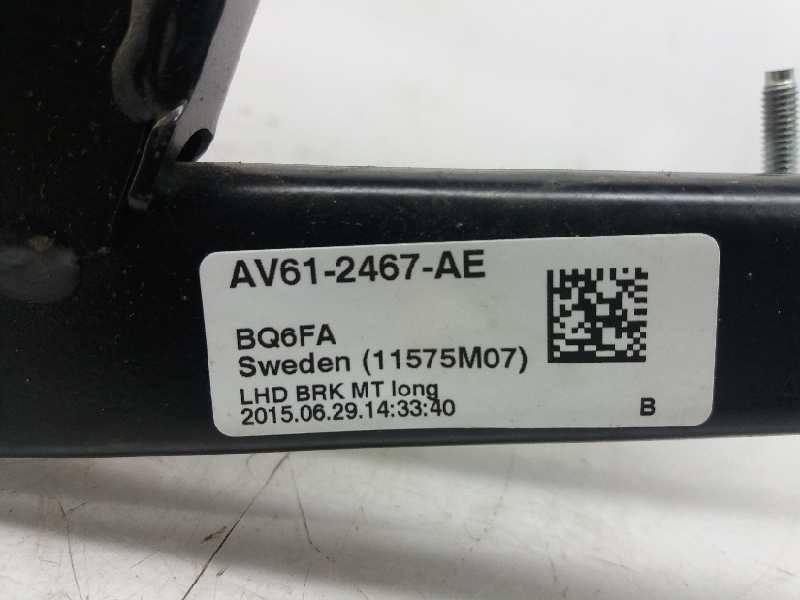 AV61-2467-AE
BQ6FA
Sweden (11575M07)
LHD BRK MT long
2015.06.29.14:33:40
B